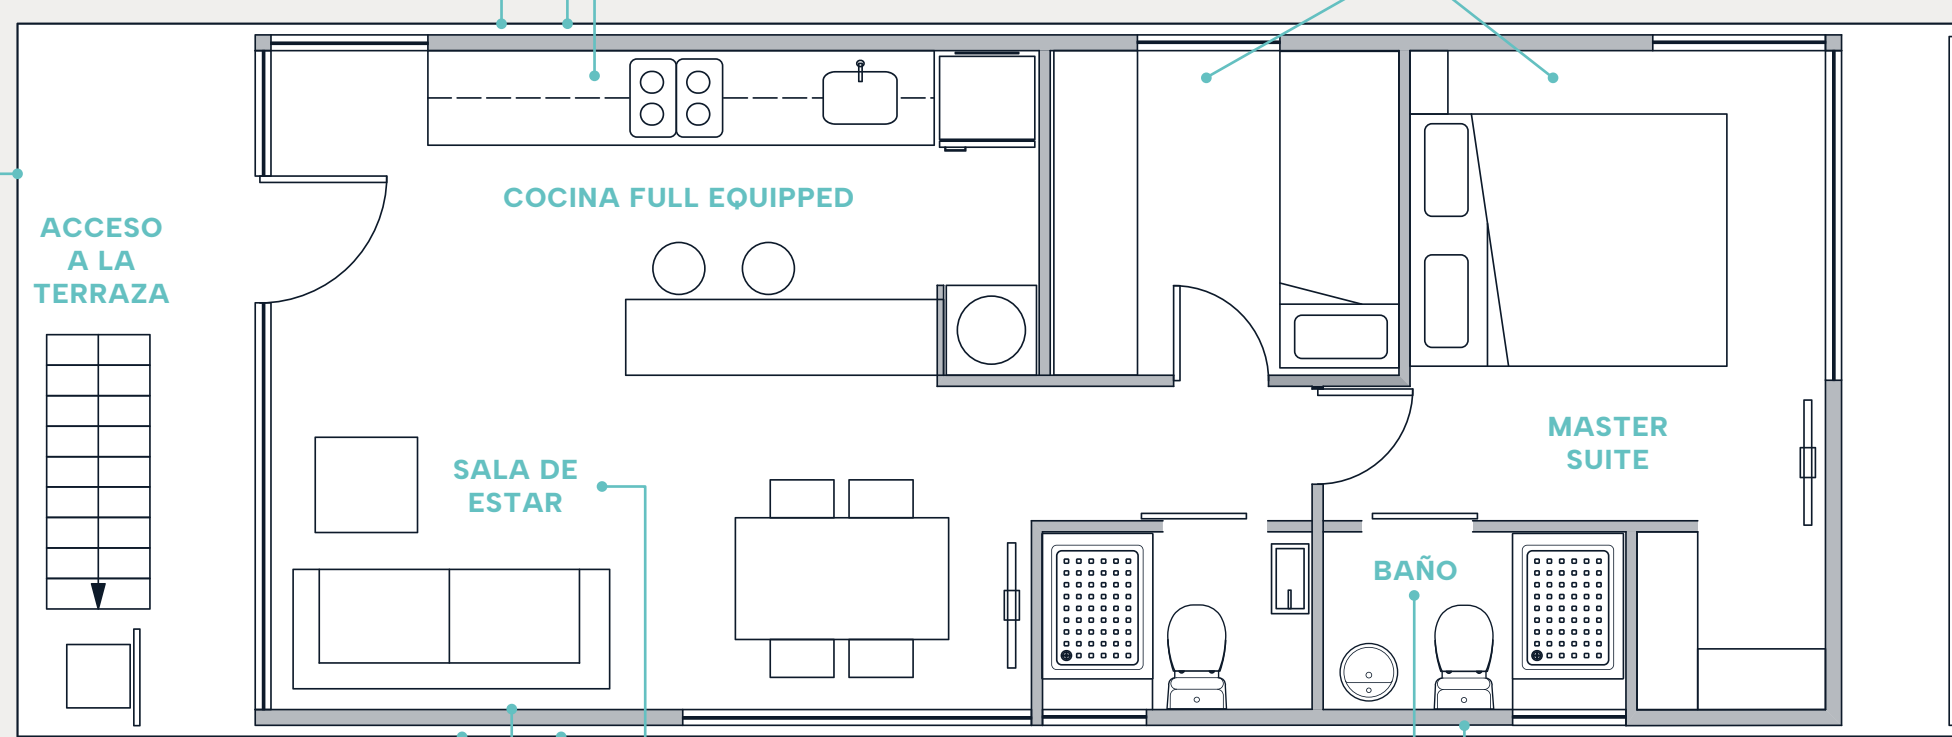 COCINA FULL EQUIPPED
ACCESO
A LA
TERRAZA
MASTER
SUITE
SALA DE
ESTAR
BAÑO